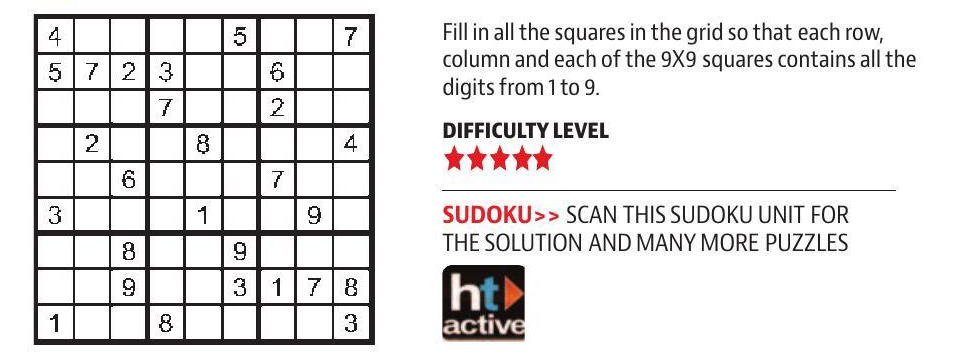 4 5 7
5 7 2 3 6
7 2
2 8 4
6 7
3 1 9
8 9
9 3 1 7 8
1 8 3
Fill in all the squares in the grid so that each row,
column and each of the 9X9 squares contains all the
digits from 1 to 9.
DIFFICULTY LEVEL
SUDOKU>> SCAN THIS SUDOKU UNIT FOR
THE SOLUTION AND MANY MORE PUZZLES
ht
active